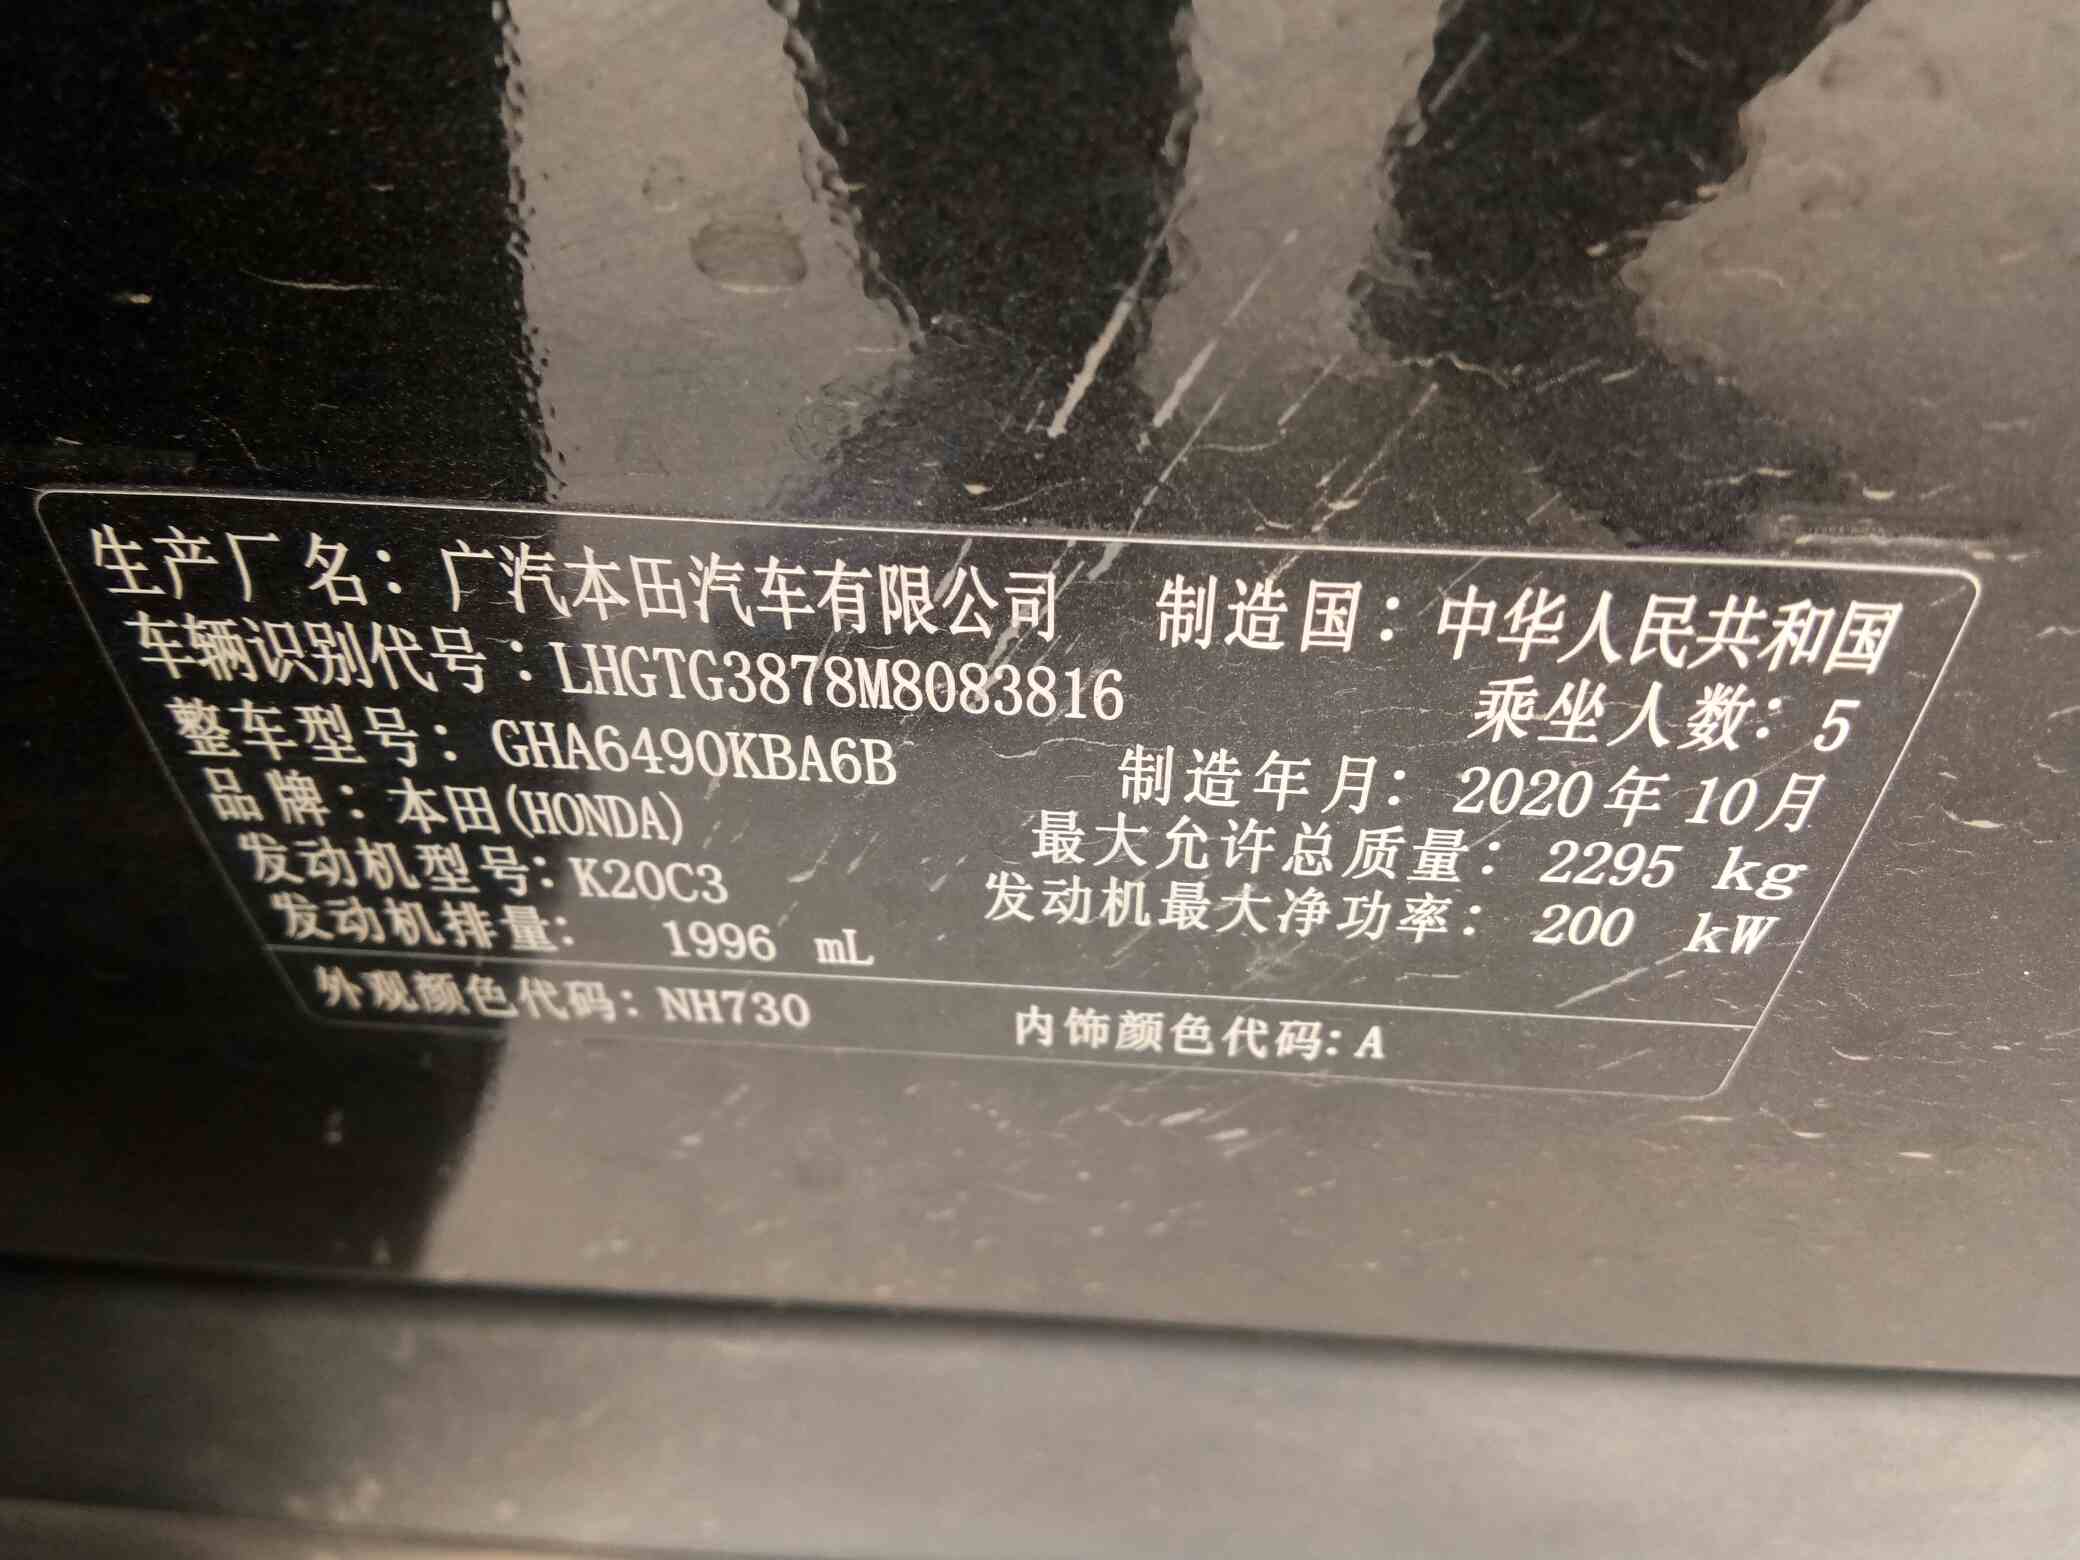 生产厂名：广汽本田汽车有限公司 制造国：中华人民共和国
车辆识别代号：LHGTG3878M8083816 乘坐人数：5
整车型号：GHA6490KBA6B 制造年月：2020年10月
品牌：本田(HONDA) 最大允许总质量：2295 kg
发动机型号：K20C3 发动机最大净功率：200 kW
发动机排量： 1996 mL
外观颜色代码：NH730 内饰颜色代码：A